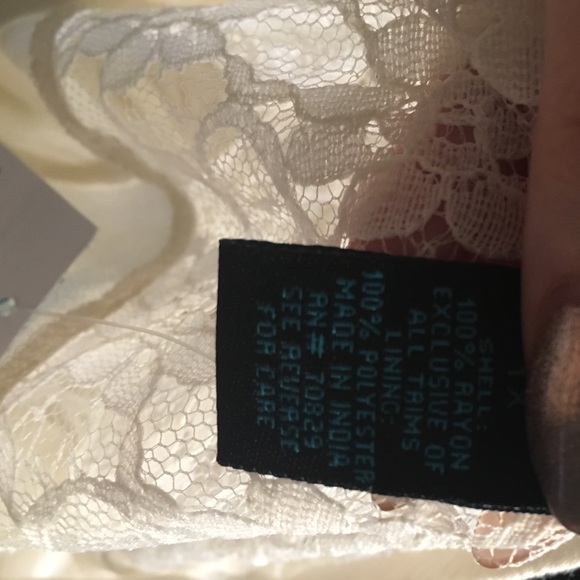 1X
SHELL:
100% RAYON
EXCLUSIVE OF
ALL TRIMS
LINING:
100% POLYESTER
MADE IN INDIA
RN# 70829
SEE REVERSE
FOR CARE